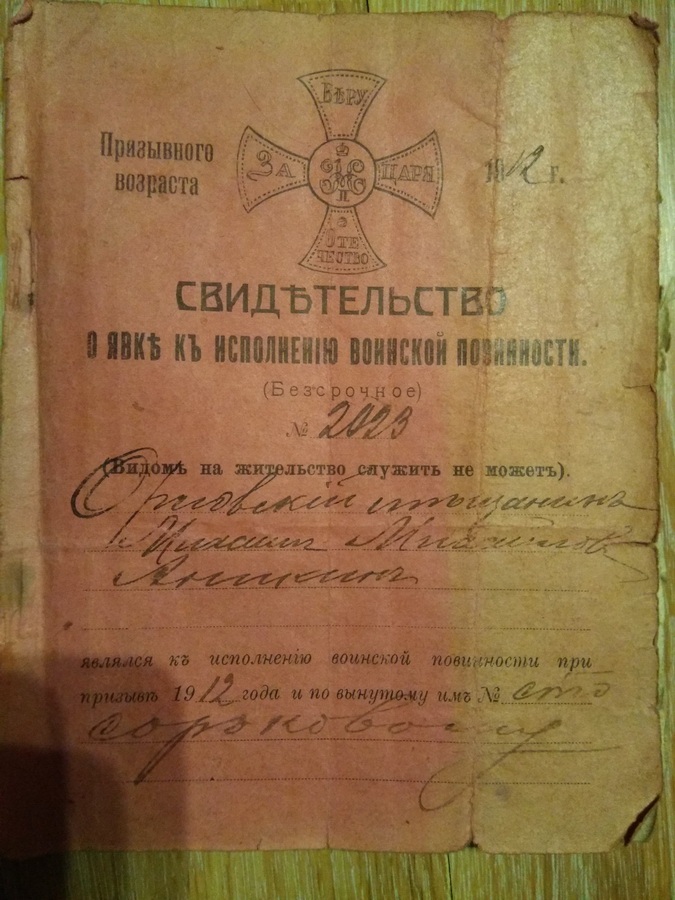 Призывного возраста
ЗА ВѢРУ ЦАРЯ ОТЕЧЕСТВО
1912 г.
СВИДѢТЕЛЬСТВО
О ЯВКѢ КЪ ИСПОЛНЕНІЮ ВОИНСКОЙ ПОВИННОСТИ.
(Безсрочное)
№ 2023
(Видомъ на жительство служить не можетъ).
мѣщанинъ
Михаилъ Михайловъ
Аникинъ
являлся къ исполненію воинской повинности при
призывѣ 1912 года и по вынутому имъ № сто
сороковому